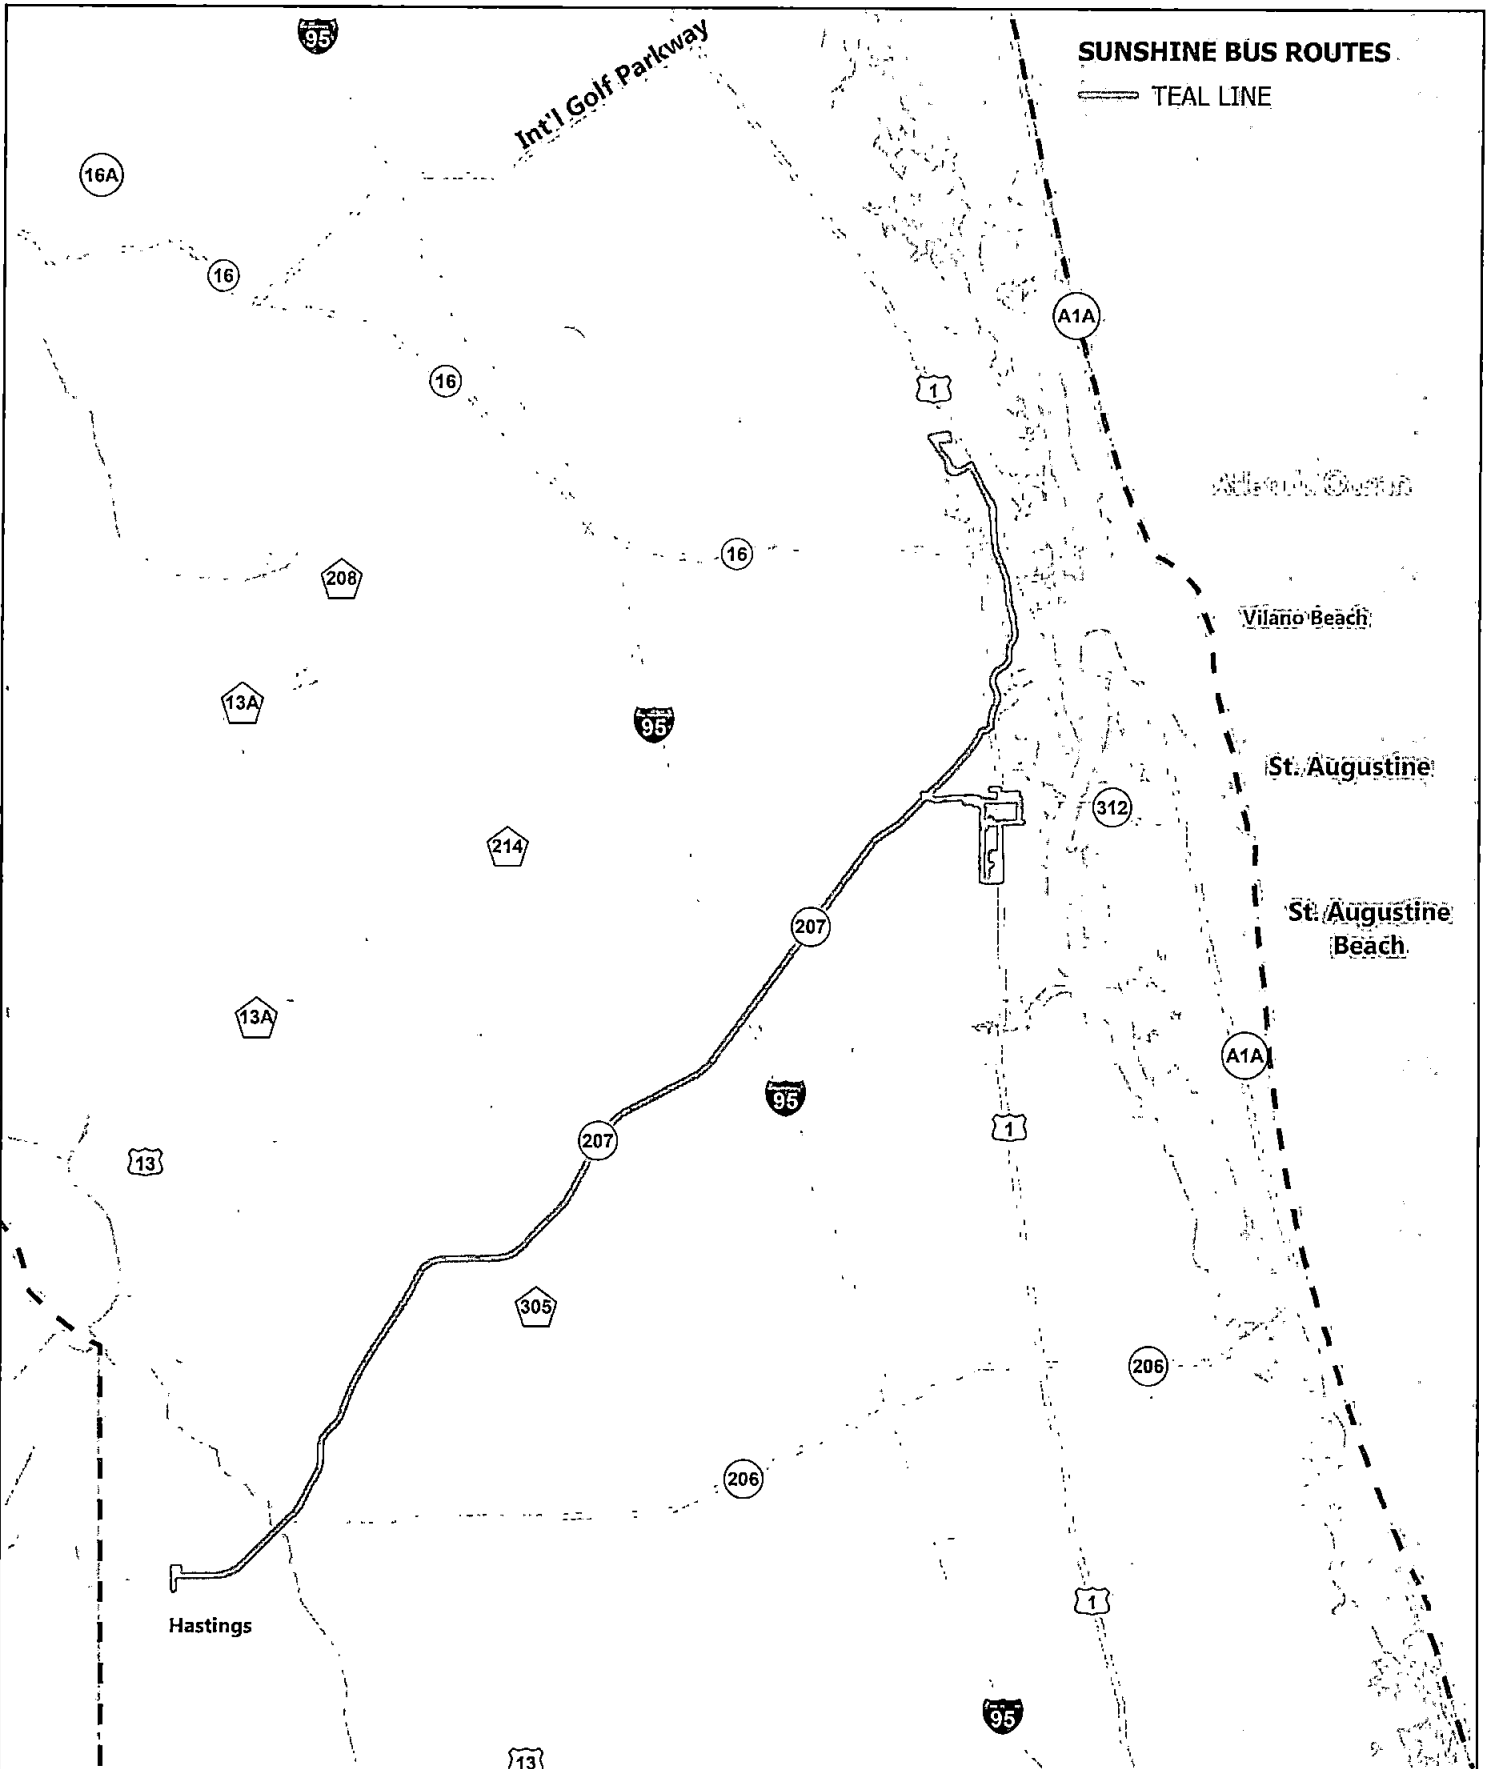 95
Int'l Golf Parkway
SUNSHINE BUS ROUTES
TEAL LINE
16A
16
A1A
16
1
16
208
Vilano Beach
13A
95
St. Augustine
312
214
St. Augustine
Beach
207
13A
A1A
95
1
207
13
305
206
206
1
Hastings
95
13